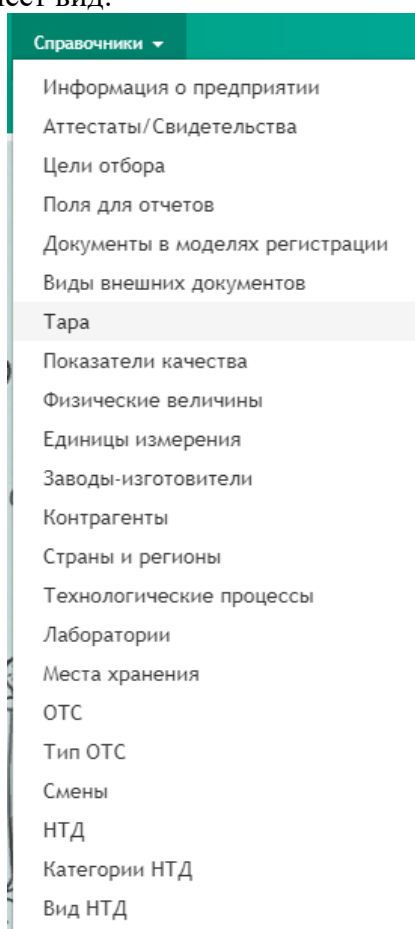 вид:
Справочники
Информация о предприятии
Аттестаты/Свидетельства
Цели отбора
Поля для отчетов
Документы в моделях регистрации
Виды внешних документов
Тара
Показатели качества
Физические величины
Единицы измерения
Заводы-изготовители
Контрагенты
Страны и регионы
Технологические процессы
Лаборатории
Места хранения
ОТС
Тип ОТС
Смены
НТД
Категории НТД
Вид НТД